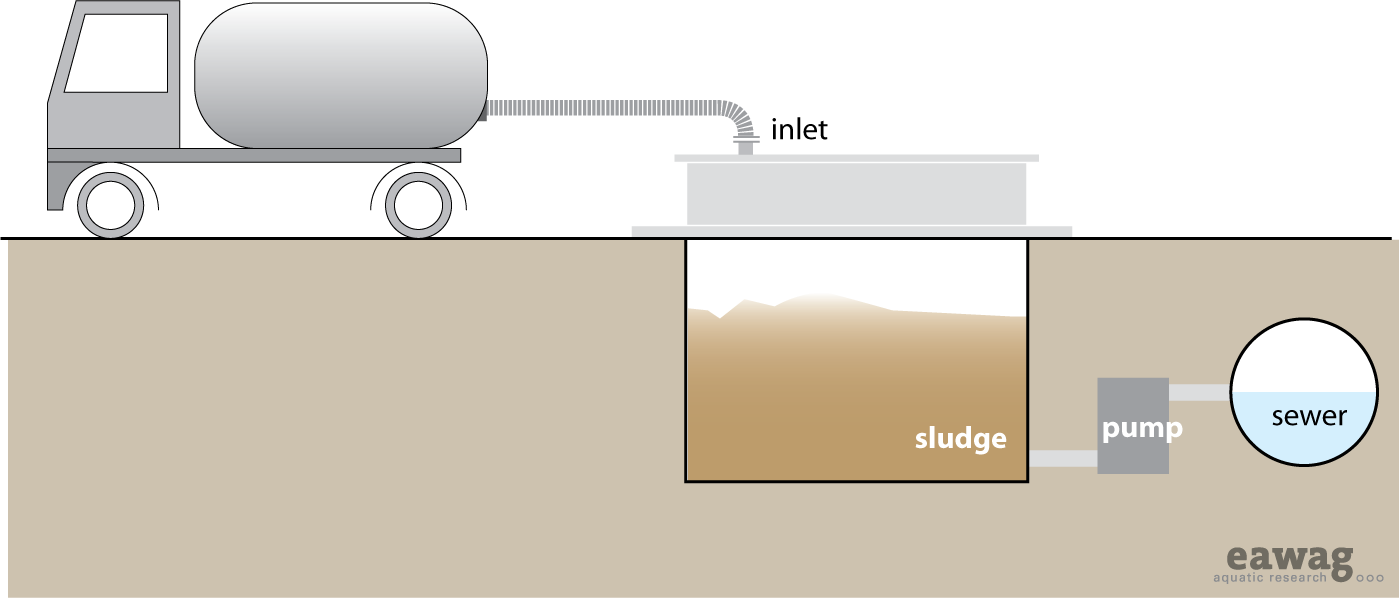 inlet
sludge
pump
sewer
eawag
aquatic research